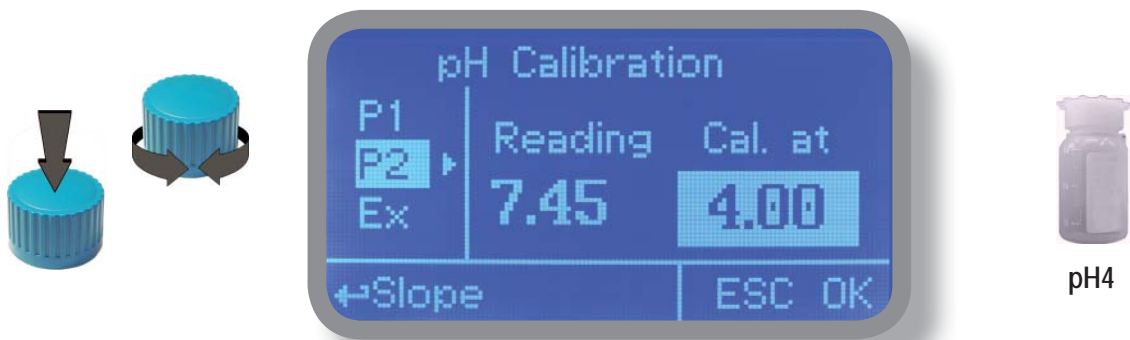 pH Calibration
P1
P2
Ex
Reading
Cal. at
7.45
4.00
↩Slope
ESC OK
pH4